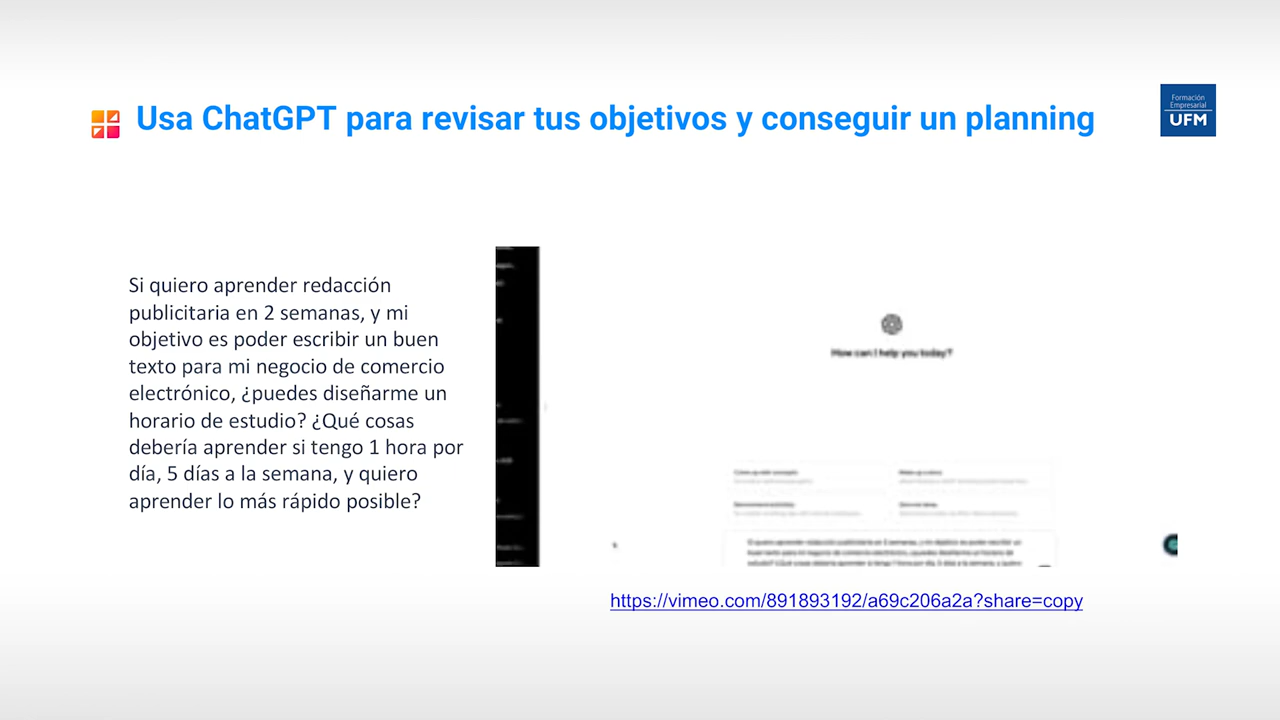 Usa ChatGPT para revisar tus objetivos y conseguir un planning
Formación
Empresarial
UFM
Si quiero aprender redacción
publicitaria en 2 semanas, y mi
objetivo es poder escribir un buen
texto para mi negocio de comercio
electrónico, ¿puedes diseñarme un
horario de estudio? ¿Qué cosas
debería aprender si tengo 1 hora por
día, 5 días a la semana, y quiero
aprender lo más rápido posible?
How can I help you today?
https://vimeo.com/891893192/a69c206a2a?share=copy